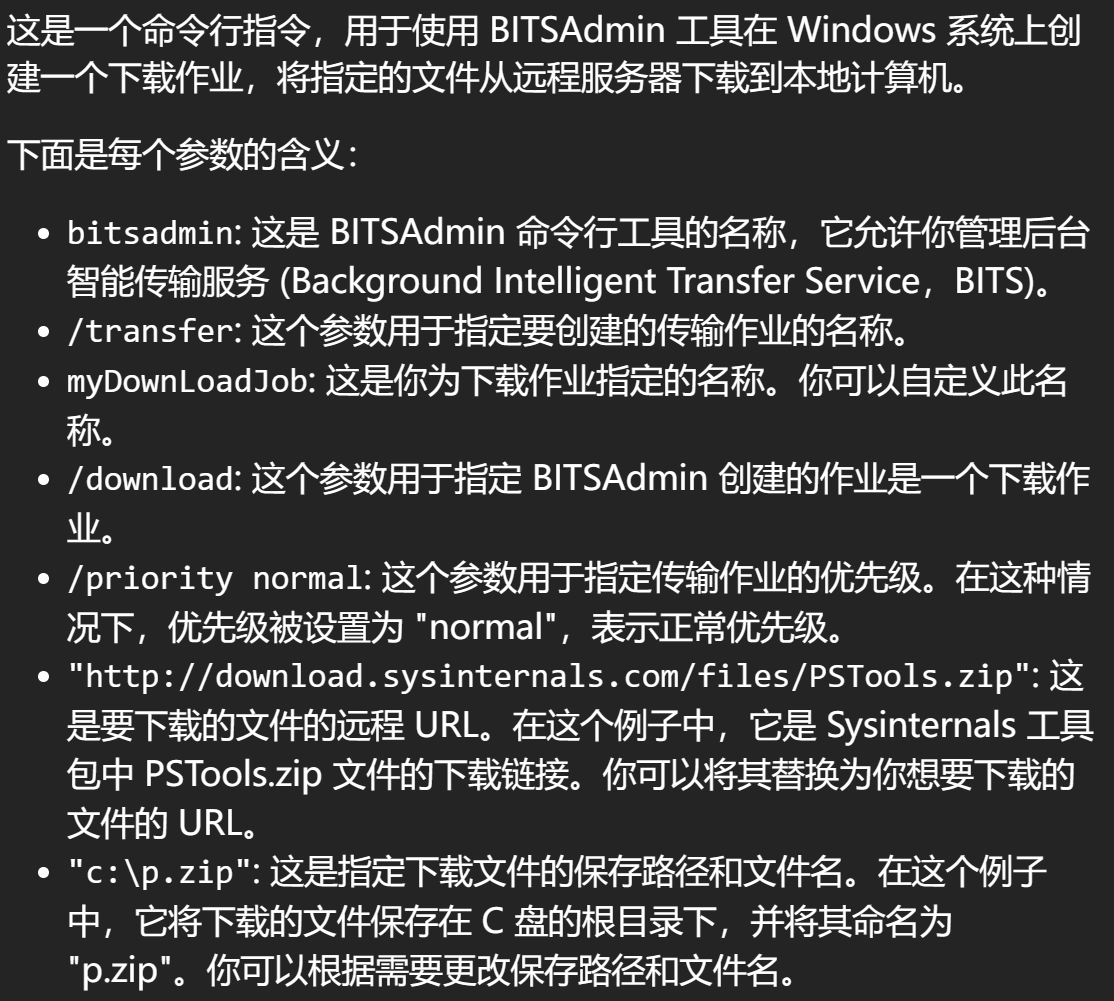 这是一个命令行指令，用于使用 BITSAdmin 工具在 Windows 系统上创
建一个下载作业，将指定的文件从远程服务器下载到本地计算机。
下面是每个参数的含义：
• bitsadmin: 这是 BITSAdmin 命令行工具的名称，它允许你管理后台
智能传输服务 (Background Intelligent Transfer Service，BITS)。
• /transfer: 这个参数用于指定要创建的传输作业的名称。
• myDownLoadJob: 这是你为下载作业指定的名称。你可以自定义此名
称。
• /download: 这个参数用于指定 BITSAdmin 创建的作业是一个下载作
业。
• /priority normal: 这个参数用于指定传输作业的优先级。在这种情
况下，优先级被设置为 "normal"，表示正常优先级。
• "http://download.sysinternals.com/files/PSTools.zip": 这
是要下载的文件的远程 URL。在这个例子中，它是 Sysinternals 工具
包中 PSTools.zip 文件的下载链接。你可以将其替换为你想要下载的
文件的 URL。
• "c:\p.zip": 这是指定下载文件的保存路径和文件名。在这个例子
中，它将下载的文件保存在 C 盘的根目录下，并将其命名为
"p.zip"。你可以根据需要更改保存路径和文件名。